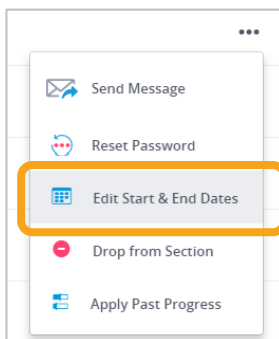 Send Message
Reset Password
Edit Start & End Dates
Drop from Section
Apply Past Progress